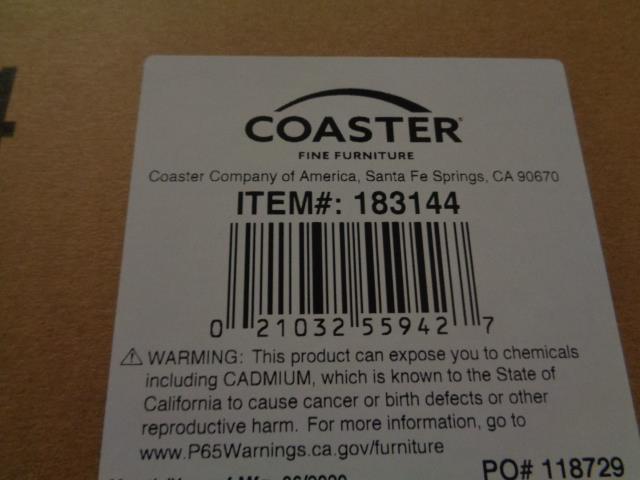 COASTER
FINE FURNITURE
Coaster Company of America, Santa Fe Springs, CA 90670
ITEM#: 183144
0 21032 55942 7
⚠ WARNING: This product can expose you to chemicals
including CADMIUM, which is known to the State of
California to cause cancer or birth defects or other
reproductive harm. For more information, go to
www.P65Warnings.ca.gov/furniture
PO# 118729